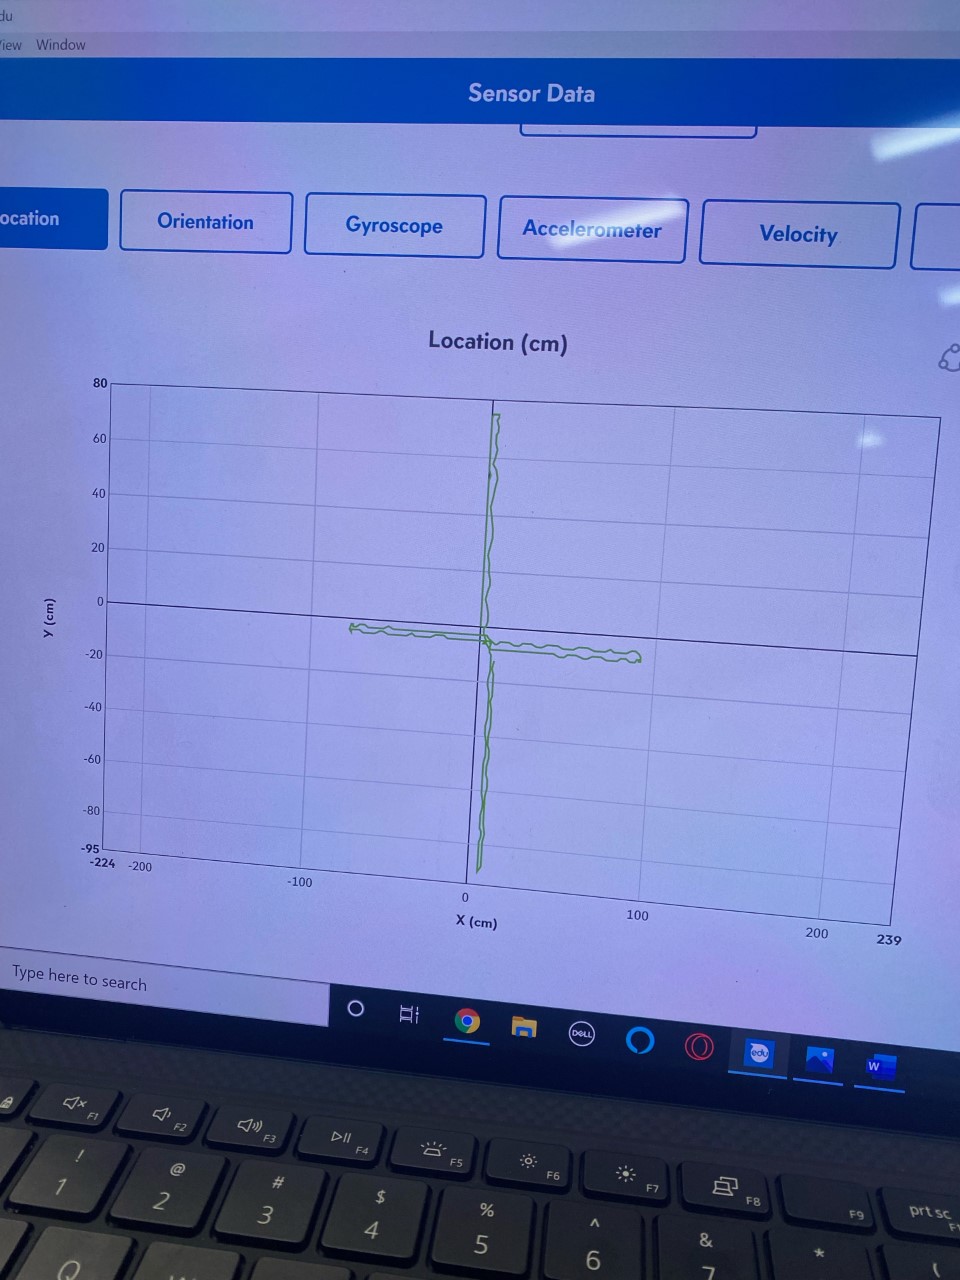 du
View Window
Sensor Data
ocation Orientation Gyroscope Accelerometer Velocity
Location (cm)
80
60
40
20
0
-20
-40
-60
-80
-95
Y (cm)
-224 -200 -100 0 100 200 239
X (cm)
Type here to search
DELL
edu
W
F1 F2 F3 F4 F5 F6 F7 F8 F9 prt sc
! @ # $ % ^ & *
1 2 3 4 5 6 7
Q